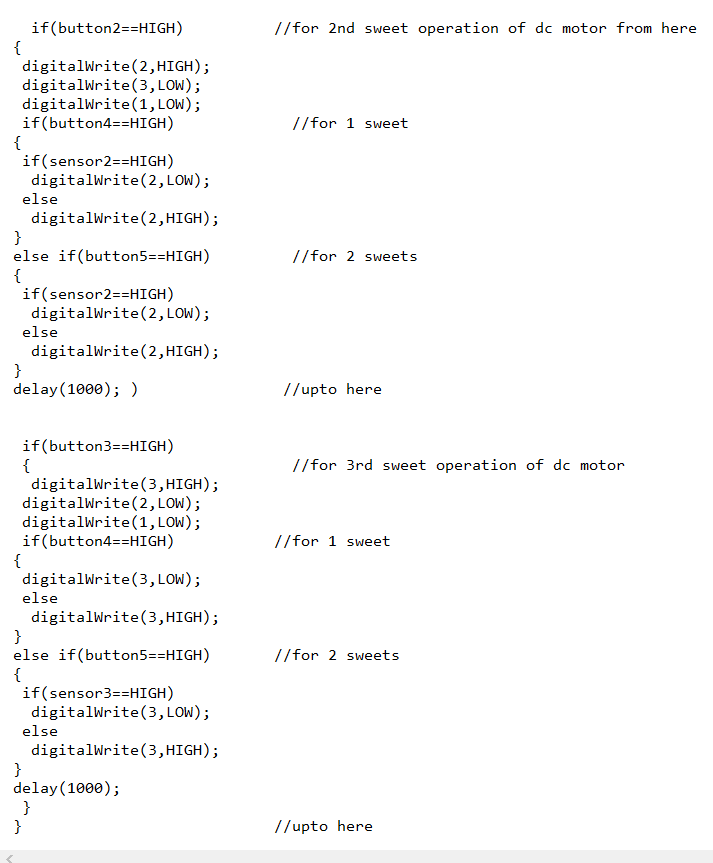 if(button2==HIGH)          //for 2nd sweet operation of dc motor from here
{
 digitalWrite(2,HIGH);
 digitalWrite(3,LOW);
 digitalWrite(1,LOW);
 if(button4==HIGH)             //for 1 sweet
{
 if(sensor2==HIGH)
  digitalWrite(2,LOW);
 else
  digitalWrite(2,HIGH);
}
else if(button5==HIGH)         //for 2 sweets
{
 if(sensor2==HIGH)
  digitalWrite(2,LOW);
 else
  digitalWrite(2,HIGH);
}
delay(1000); )                //upto here
 if(button3==HIGH)
 {                             //for 3rd sweet operation of dc motor
  digitalWrite(3,HIGH);
 digitalWrite(2,LOW);
 digitalWrite(1,LOW);
 if(button4==HIGH)           //for 1 sweet
{
 digitalWrite(3,LOW);
 else
  digitalWrite(3,HIGH);
}
else if(button5==HIGH)       //for 2 sweets
{
 if(sensor3==HIGH)
  digitalWrite(3,LOW);
 else
  digitalWrite(3,HIGH);
}
delay(1000);
 }
}                            //upto here